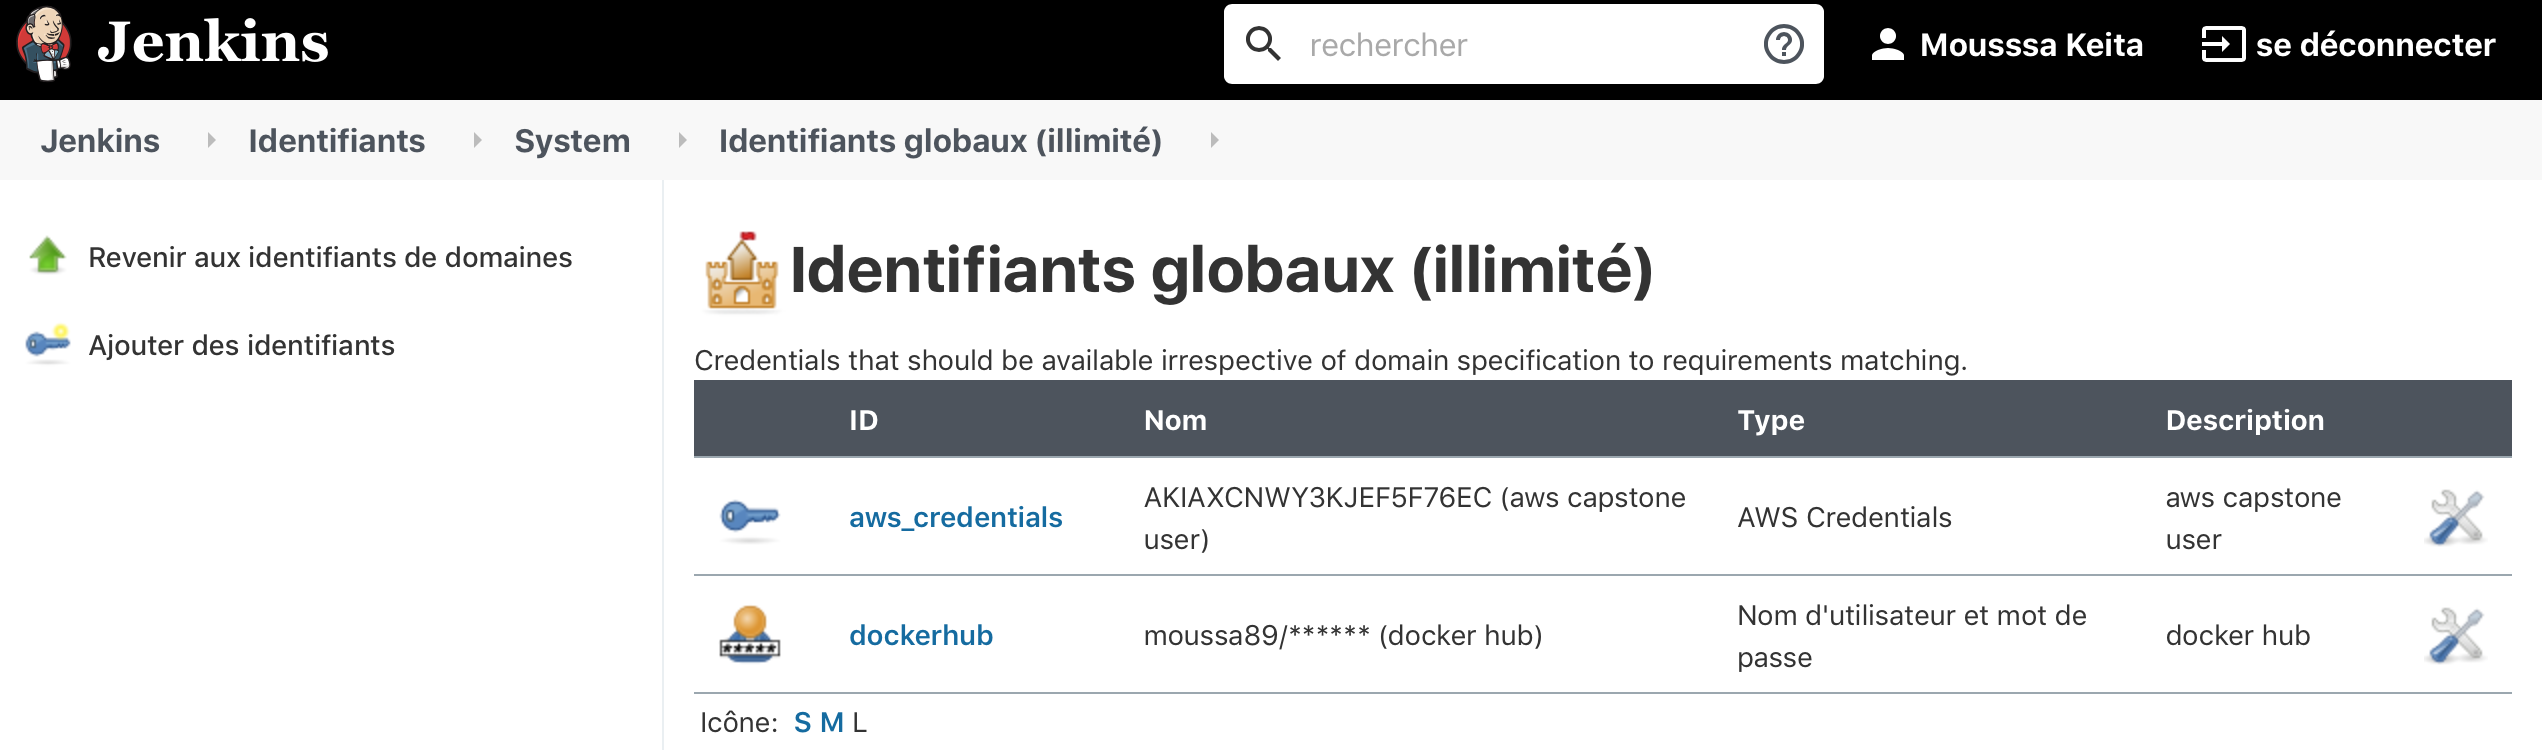 Jenkins
rechercher
Mousssa Keita
se déconnecter
Jenkins
Identifiants
System
Identifiants globaux (illimité)
Revenir aux identifiants de domaines
Ajouter des identifiants
Identifiants globaux (illimité)
Credentials that should be available irrespective of domain specification to requirements matching.
ID Nom Type Description
aws_credentials
AKIAXCNWY3KJEF5F76EC (aws capstone
user)
AWS Credentials
aws capstone
user
dockerhub
moussa89/****** (docker hub)
Nom d'utilisateur et mot de
passe
docker hub
Icône: S M L